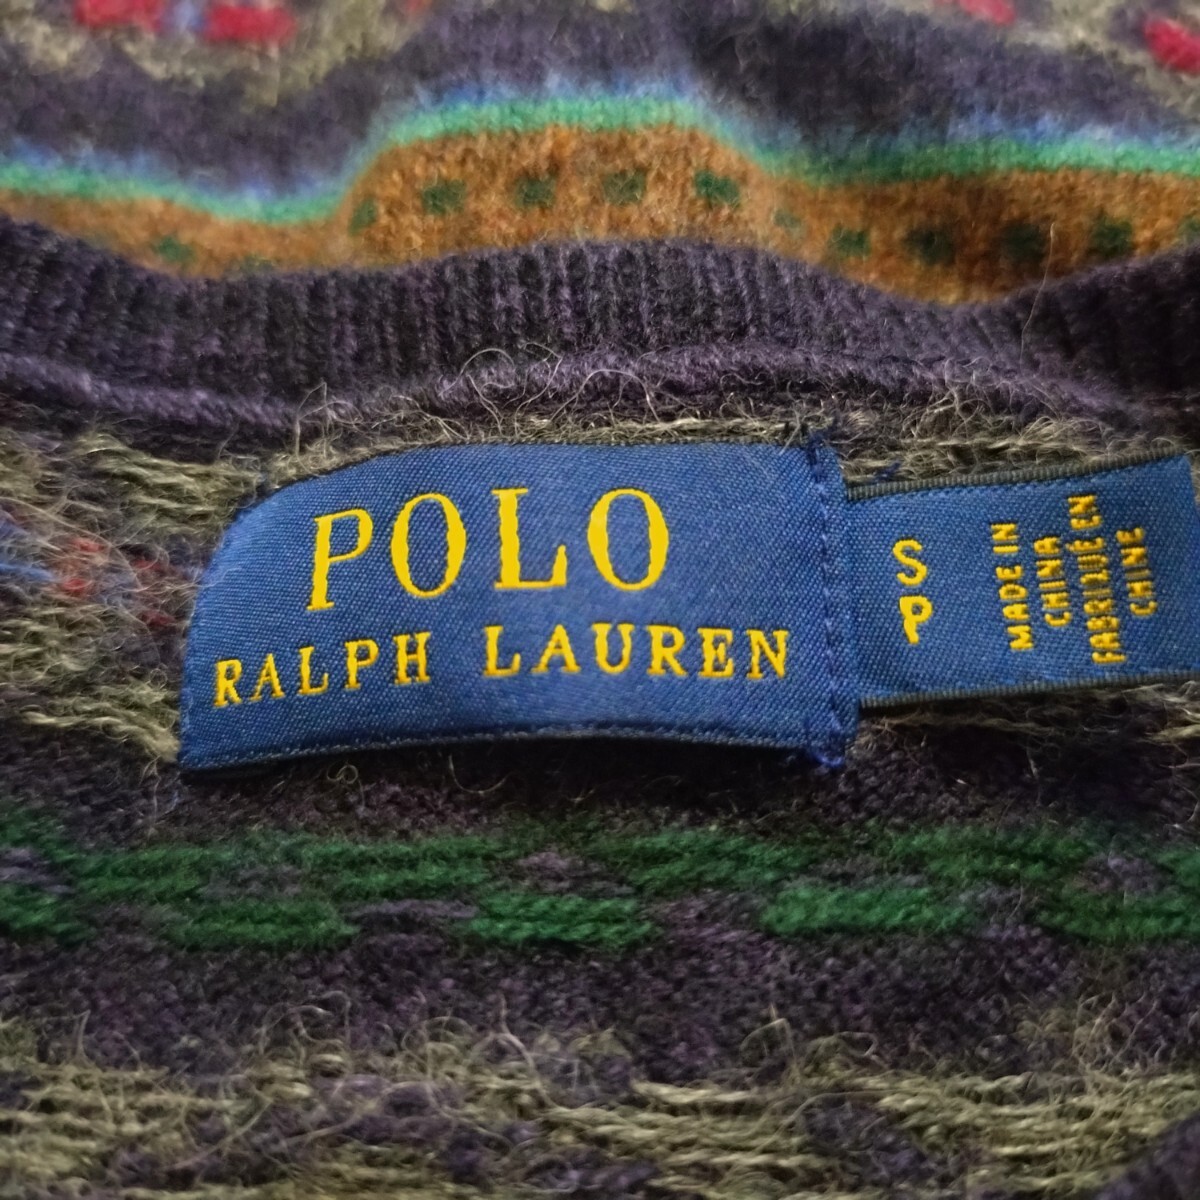 POLO
RALPH LAUREN
S
P
MADE IN
CHINA
FABRIQUÉ EN
CHINE